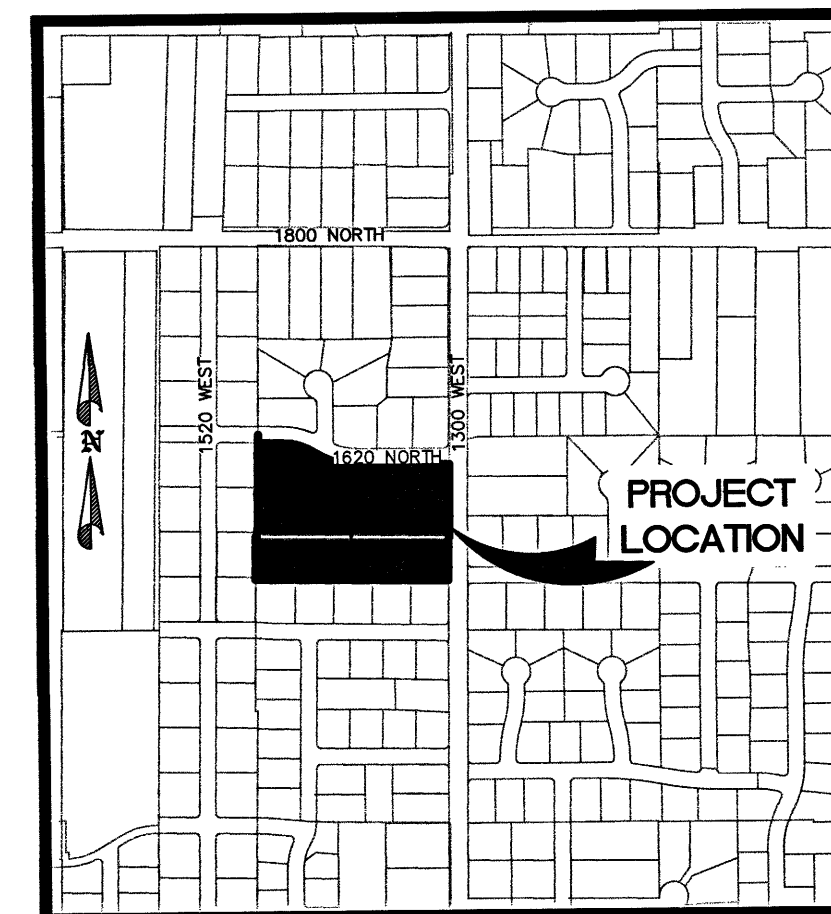 1800 NORTH
1520 WEST
1300 WEST
N
1620 NORTH
PROJECT
LOCATION